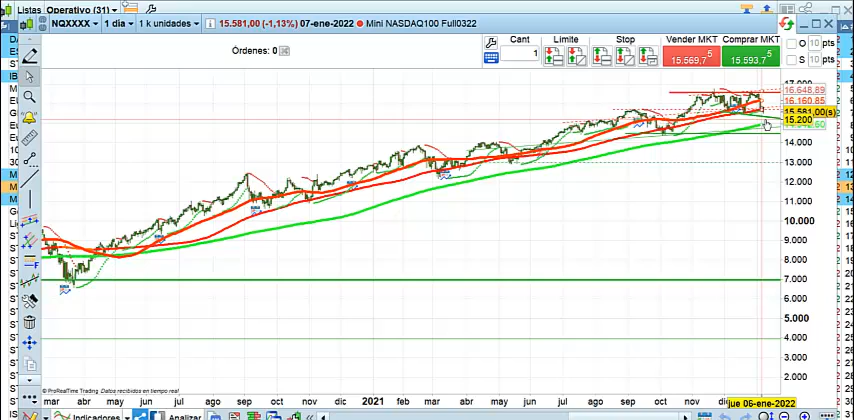 Listas Operativo (31)
NQXXXX 1 día 1 k unidades 15.581,00 (-1,13%) 07-ene-2022 Mini NASDAQ100 Full0322
Órdenes: 0
Cant Limite Stop Vender MKT Comprar MKT
1 15.569,7 5 15.593,7 5
O 10 pts
S 10 pts
17.000
16.648,89
16.160,85
15.581,00(s)
15.200
14.000
13.000
12.000
11.000
10.000
9.000
8.000
7.000
6.000
5.000
4.000
3.000
2.000
© ProRealTime Trading Datos recibidos en tiempo real
mar abr may jun jul ago sep oct nov dic 2021 mar abr may jun jul ago sep oct nov jue 06-ene-2022
Indicadores Analizar